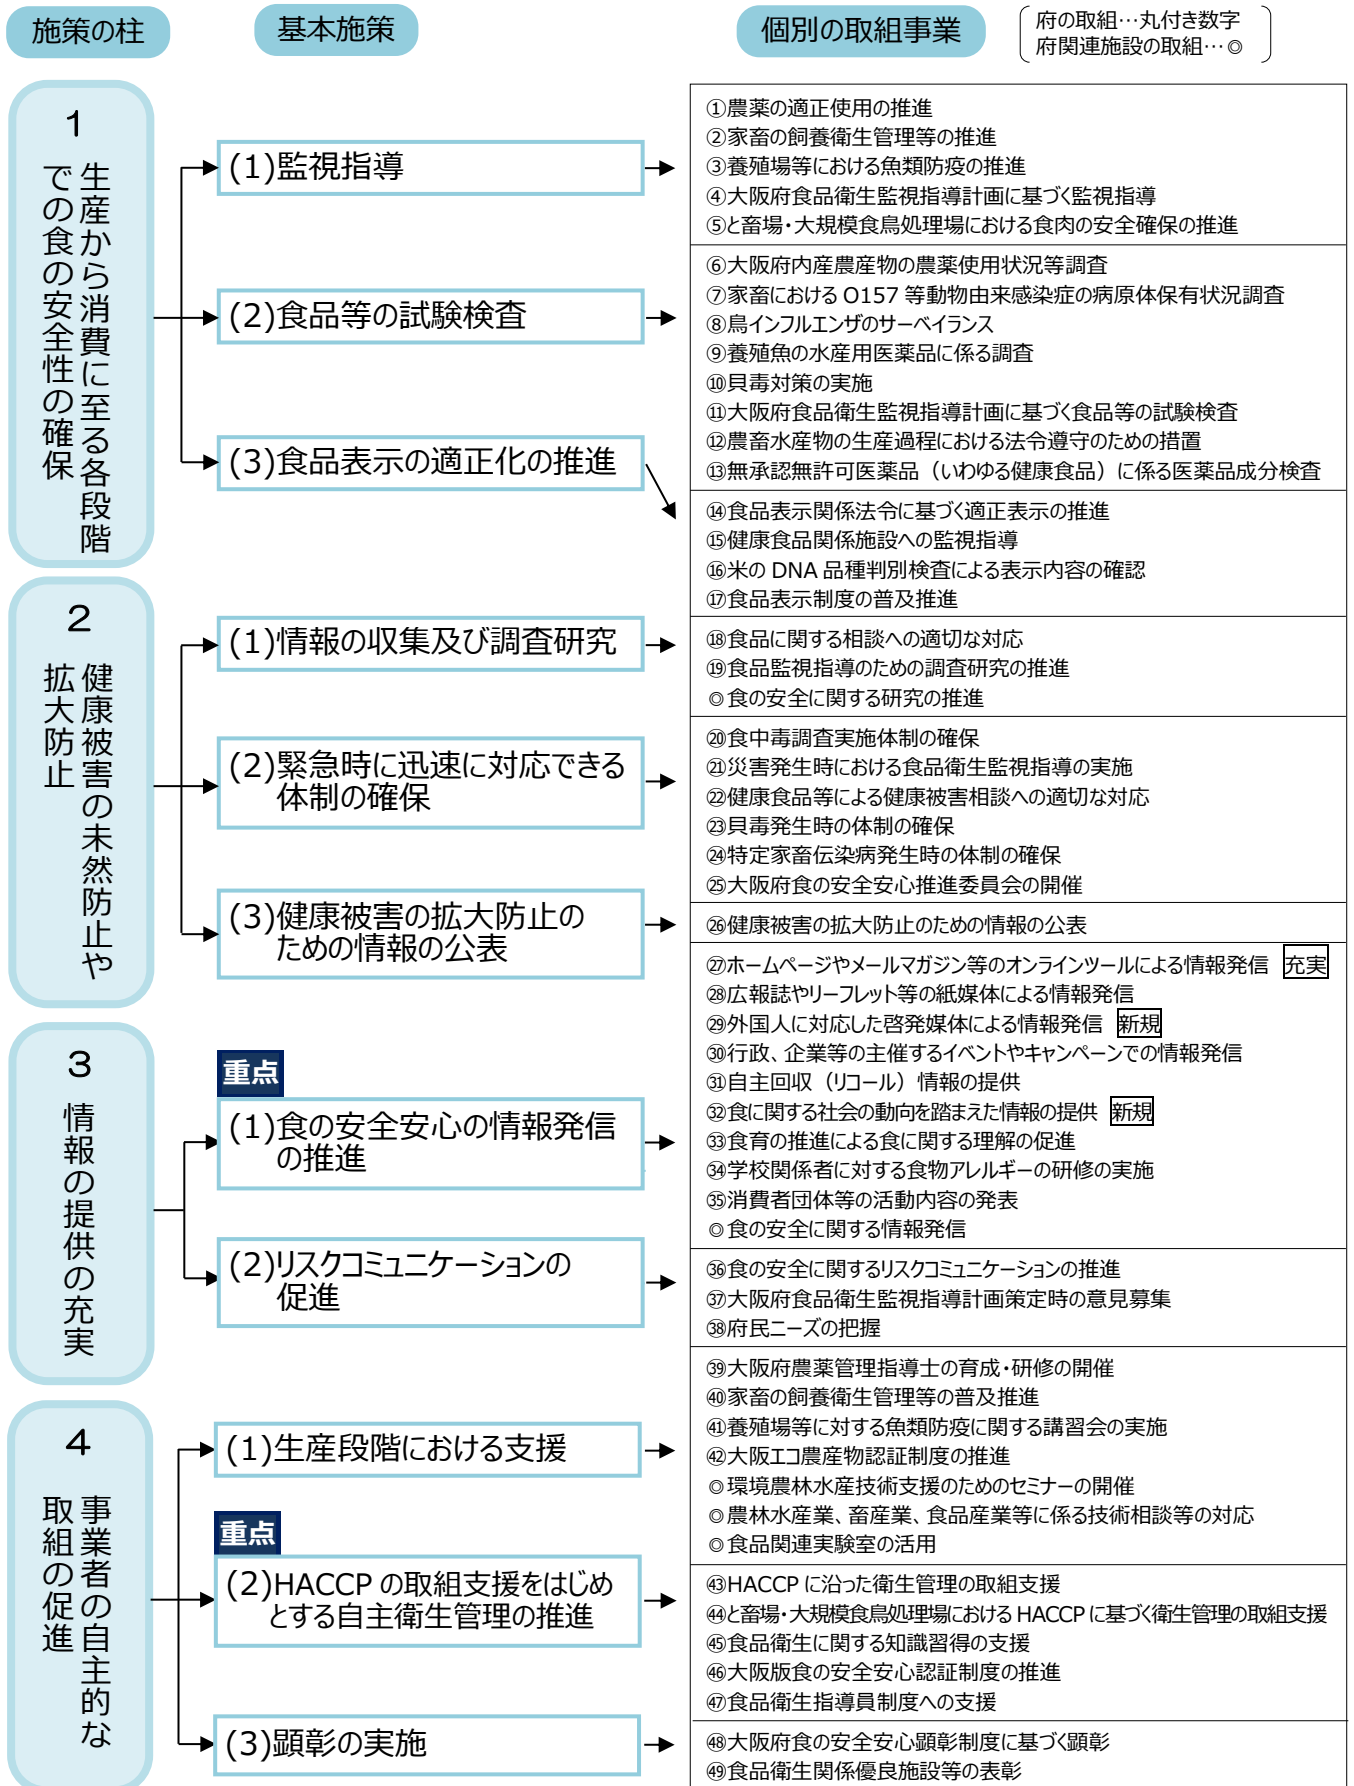 施策の柱
基本施策
個別の取組事業
府の取組…丸付き数字
府関連施設の取組…◎
1
生産から消費に至る各段階
での食の安全性の確保
(1)監視指導
①農薬の適正使用の推進
②家畜の飼養衛生管理等の推進
③養殖場等における魚類防疫の推進
④大阪府食品衛生監視指導計画に基づく監視指導
⑤と畜場・大規模食鳥処理場における食肉の安全確保の推進
(2)食品等の試験検査
⑥大阪府内産農産物の農薬使用状況等調査
⑦家畜における O157 等動物由来感染症の病原体保有状況調査
⑧鳥インフルエンザのサーベイランス
⑨養殖魚の水産用医薬品に係る調査
⑩貝毒対策の実施
⑪大阪府食品衛生監視指導計画に基づく食品等の試験検査
⑫農畜水産物の生産過程における法令遵守のための措置
⑬無承認無許可医薬品（いわゆる健康食品）に係る医薬品成分検査
(3)食品表示の適正化の推進
⑭食品表示関係法令に基づく適正表示の推進
⑮健康食品関係施設への監視指導
⑯米の DNA 品種判別検査による表示内容の確認
⑰食品表示制度の普及推進
2
健康被害の未然防止や
拡大防止
(1)情報の収集及び調査研究
⑱食品に関する相談への適切な対応
⑲食品監視指導のための調査研究の推進
◎食の安全に関する研究の推進
(2)緊急時に迅速に対応できる
体制の確保
⑳食中毒調査実施体制の確保
㉑災害発生時における食品衛生監視指導の実施
㉒健康食品等による健康被害相談への適切な対応
㉓貝毒発生時の体制の確保
㉔特定家畜伝染病発生時の体制の確保
㉕大阪府食の安全安心推進委員会の開催
(3)健康被害の拡大防止の
ための情報の公表
㉖健康被害の拡大防止のための情報の公表
3
情報の提供の充実
重点
(1)食の安全安心の情報発信
の推進
㉗ホームページやメールマガジン等のオンラインツールによる情報発信 充実
㉘広報誌やリーフレット等の紙媒体による情報発信
㉙外国人に対応した啓発媒体による情報発信 新規
㉚行政、企業等の主催するイベントやキャンペーンでの情報発信
㉛自主回収（リコール）情報の提供
㉜食に関する社会の動向を踏まえた情報の提供 新規
㉝食育の推進による食に関する理解の促進
㉞学校関係者に対する食物アレルギーの研修の実施
㉟消費者団体等の活動内容の発表
◎食の安全に関する情報発信
(2)リスクコミュニケーションの
促進
㊱食の安全に関するリスクコミュニケーションの推進
㊲大阪府食品衛生監視指導計画策定時の意見募集
㊳府民ニーズの把握
4
事業者の自主的な
取組の促進
(1)生産段階における支援
㊴大阪府農薬管理指導士の育成・研修の開催
㊵家畜の飼養衛生管理等の普及推進
㊶養殖場等に対する魚類防疫に関する講習会の実施
㊷大阪エコ農産物認証制度の推進
◎環境農林水産技術支援のためのセミナーの開催
◎農林水産業、畜産業、食品産業等に係る技術相談等の対応
◎食品関連実験室の活用
重点
(2)HACCP の取組支援をはじめ
とする自主衛生管理の推進
㊸HACCP に沿った衛生管理の取組支援
㊹と畜場・大規模食鳥処理場における HACCP に基づく衛生管理の取組支援
㊺食品衛生に関する知識習得の支援
㊻大阪版食の安全安心認証制度の推進
㊼食品衛生指導員制度への支援
(3)顕彰の実施
㊽大阪府食の安全安心顕彰制度に基づく顕彰
㊾食品衛生関係優良施設等の表彰